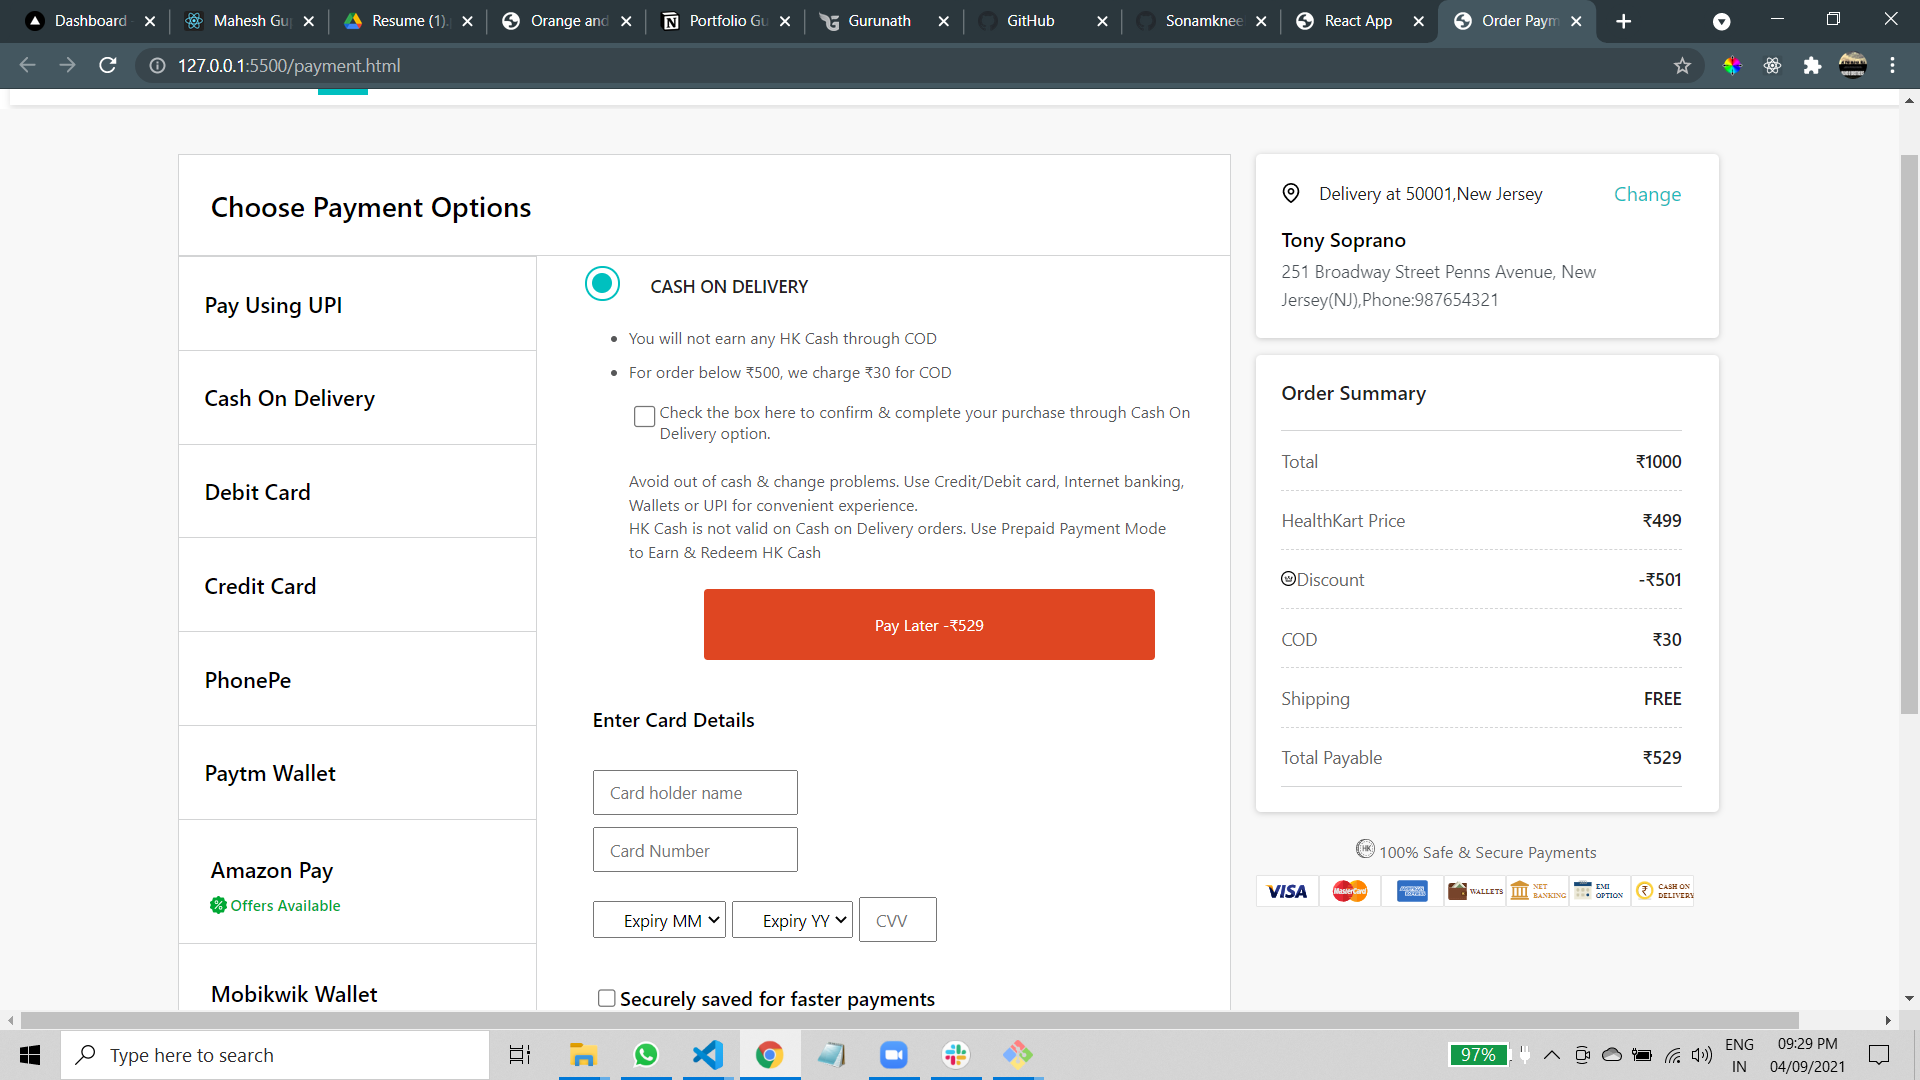 Dashboard
Mahesh Gu
Resume (1).
Orange and
Portfolio Gu
Gurunath
GitHub
Sonamknee
React App
Order Paym
127.0.0.1:5500/payment.html
Choose Payment Options
Pay Using UPI
Cash On Delivery
Debit Card
Credit Card
PhonePe
Paytm Wallet
Amazon Pay
Offers Available
Mobikwik Wallet
CASH ON DELIVERY
You will not earn any HK Cash through COD
For order below ₹500, we charge ₹30 for COD
Check the box here to confirm & complete your purchase through Cash On
Delivery option.
Avoid out of cash & change problems. Use Credit/Debit card, Internet banking,
Wallets or UPI for convenient experience.
HK Cash is not valid on Cash on Delivery orders. Use Prepaid Payment Mode
to Earn & Redeem HK Cash
Pay Later -₹529
Enter Card Details
Card holder name
Card Number
Expiry MM
Expiry YY
CVV
Securely saved for faster payments
Delivery at 50001,New Jersey
Change
Tony Soprano
251 Broadway Street Penns Avenue, New
Jersey(NJ),Phone:987654321
Order Summary
Total ₹1000
HealthKart Price ₹499
Discount -₹501
COD ₹30
Shipping FREE
Total Payable ₹529
HK 100% Safe & Secure Payments
VISA
MasterCard
AMERICAN EXPRESS
WALLETS
NET BANKING
EMI OPTION
CASH ON DELIVERY
Type here to search
97%
ENG
IN
09:29 PM
04/09/2021